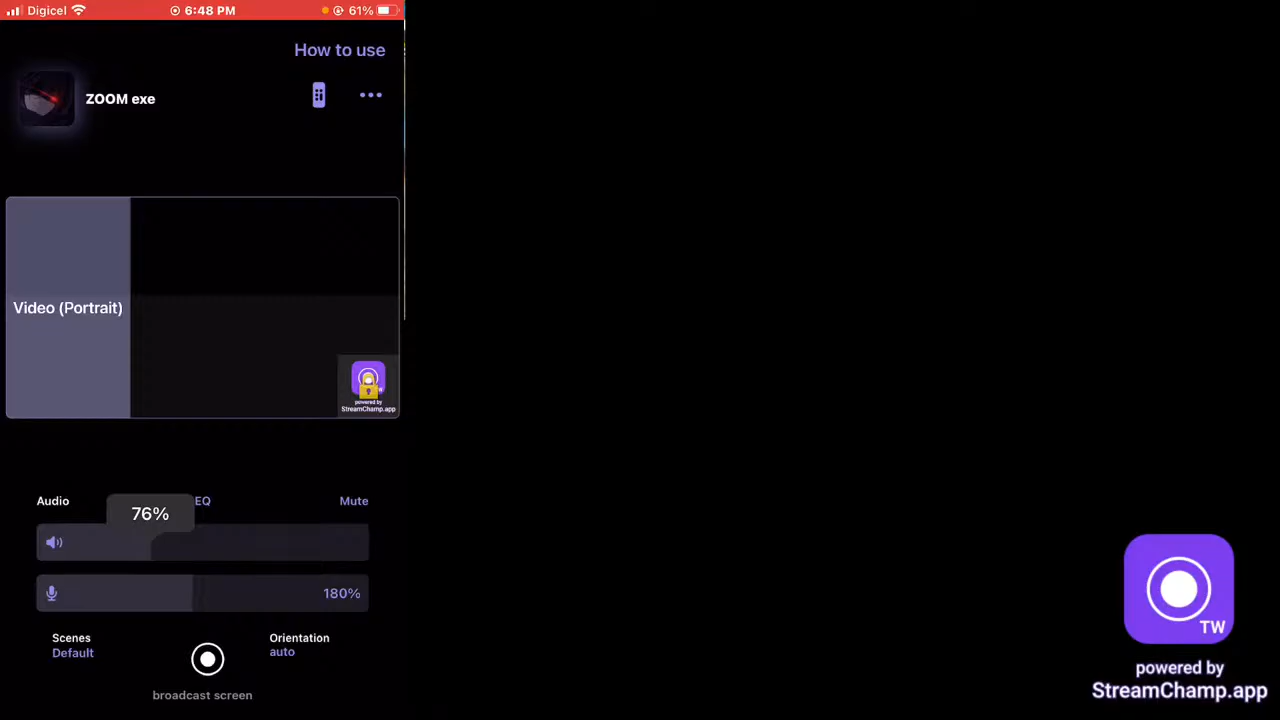 Digicel
6:48 PM
61%
How to use
ZOOM exe
Video (Portrait)
powered by
StreamChamp.app
Audio
EQ
Mute
76%
180%
Scenes
Default
Orientation
auto
broadcast screen
TW
powered by
StreamChamp.app